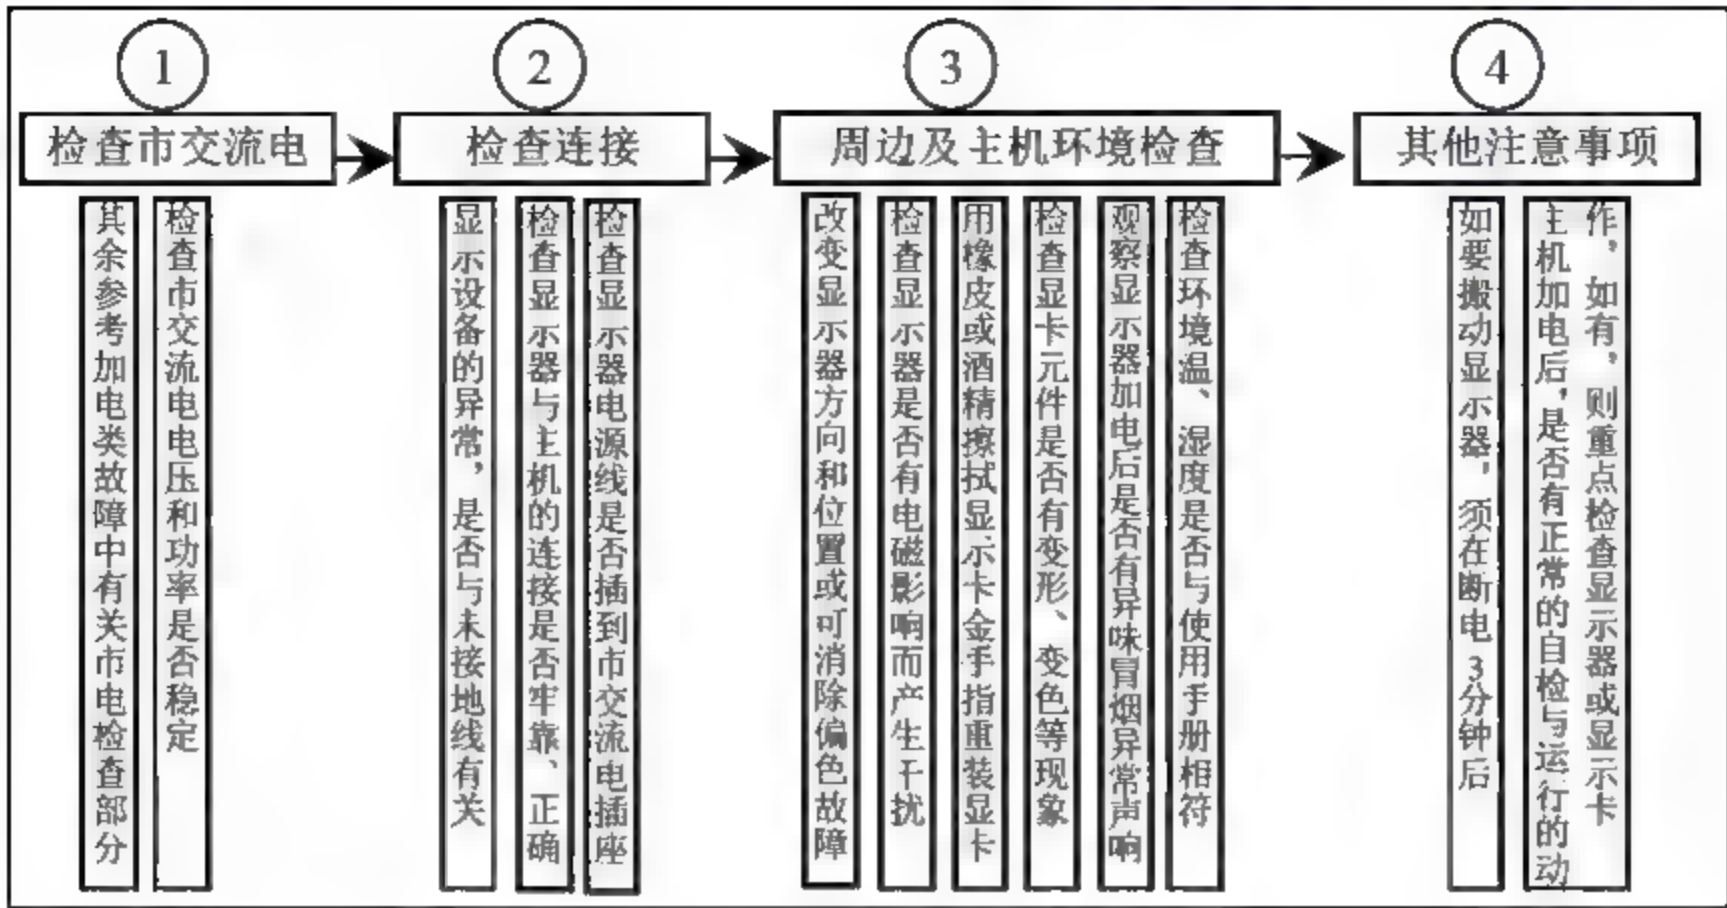 1
检查市交流电
其余参考加电类故障中有关市电检查部分
检查市交流电电压和功率是否稳定
2
检查连接
显示设备的异常，是否与未接地线有关
检查显示器与主机的连接是否牢靠、正确
检查显示器电源线是否插到市交流电插座
3
周边及主机环境检查
改变显示器方向和位置或可消除偏色故障
检查显示器是否有电磁影响而产生干扰
用橡皮或酒精擦拭显示卡金手指重装显卡
检查显卡元件是否有变形、变色等现象
观察显示器加电后是否有异味冒烟异常声响
检查环境温、湿度是否与使用手册相符
4
其他注意事项
如要搬动显示器，须在断电3分钟后
主机加电后，是否有正常的自检与运行的动
作，如有，则重点检查显示器或显示卡